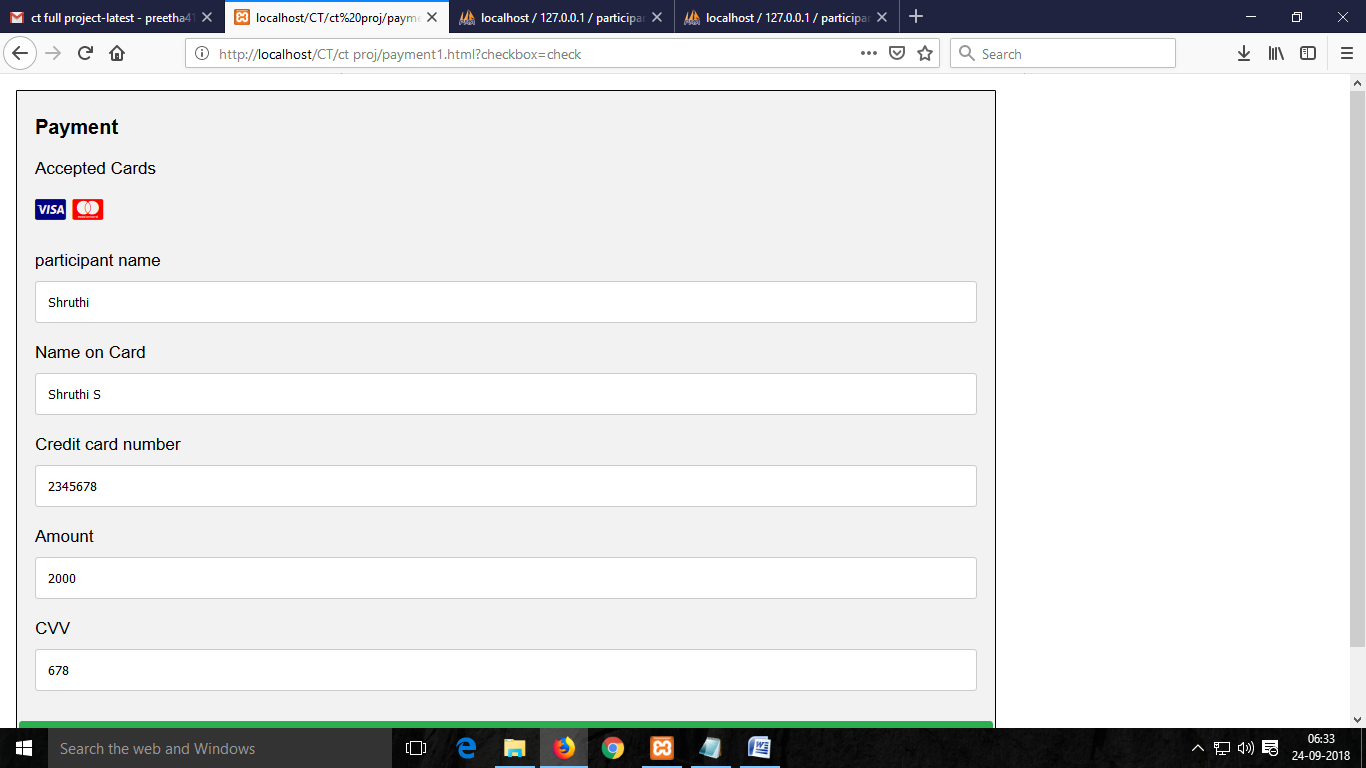 ct full project-latest - preetha41
localhost/CT/ct%20proj/payme
localhost / 127.0.0.1 / participa
localhost / 127.0.0.1 / participa
http://localhost/CT/ct proj/payment1.html?checkbox=check
Search
Payment
Accepted Cards
VISA
participant name
Shruthi
Name on Card
Shruthi S
Credit card number
2345678
Amount
2000
CVV
678
Search the web and Windows
06:33
24-09-2018